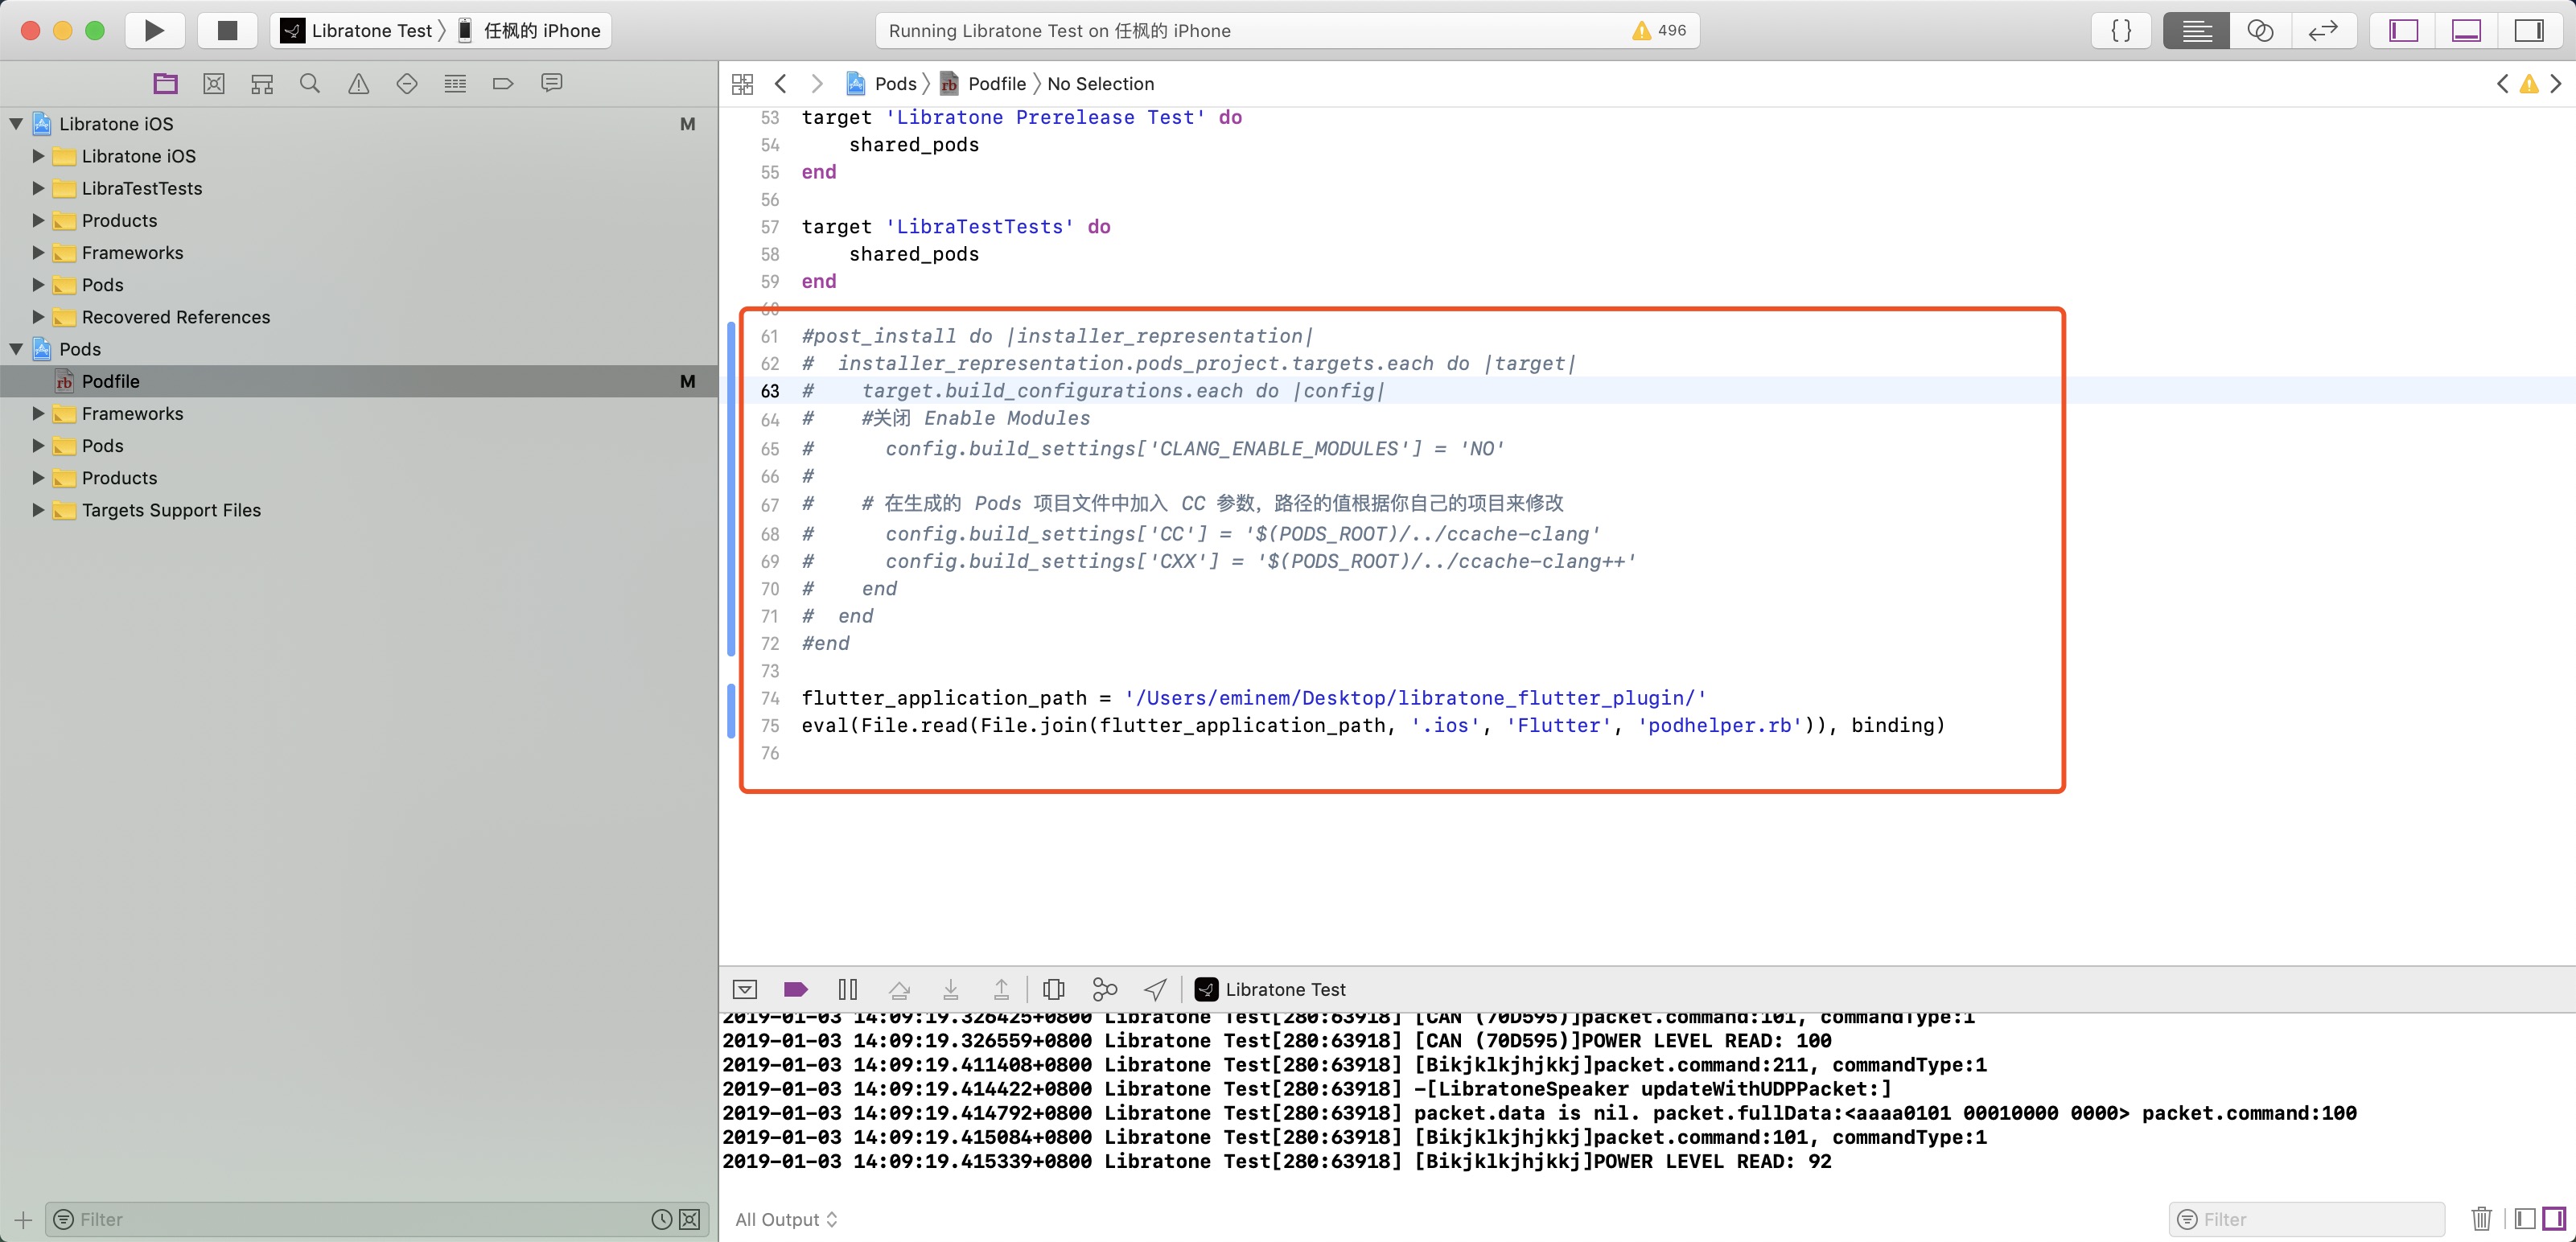 Libratone Test 〉 任枫的 iPhone
Running Libratone Test on 任枫的 iPhone
496
{ }
Pods 〉 Podfile 〉 No Selection
Libratone iOS M
Libratone iOS
LibraTestTests
Products
Frameworks
Pods
Recovered References
Pods
Podfile M
Frameworks
Pods
Products
Targets Support Files
Filter
53 target 'Libratone Prerelease Test' do
54     shared_pods
55 end
56
57 target 'LibraTestTests' do
58     shared_pods
59 end
60
61 #post_install do |installer_representation|
62 #  installer_representation.pods_project.targets.each do |target|
63 #    target.build_configurations.each do |config|
64 #    #关闭 Enable Modules
65 #      config.build_settings['CLANG_ENABLE_MODULES'] = 'NO'
66 #
67 #    # 在生成的 Pods 项目文件中加入 CC 参数，路径的值根据你自己的项目来修改
68 #      config.build_settings['CC'] = '$(PODS_ROOT)/../ccache-clang'
69 #      config.build_settings['CXX'] = '$(PODS_ROOT)/../ccache-clang++'
70 #    end
71 #  end
72 #end
73
74 flutter_application_path = '/Users/eminem/Desktop/libratone_flutter_plugin/'
75 eval(File.read(File.join(flutter_application_path, '.ios', 'Flutter', 'podhelper.rb')), binding)
76
Libratone Test
2019-01-03 14:09:19.326425+0800 Libratone Test[280:63918] [CAN (70D595)]packet.command:101, commandType:1
2019-01-03 14:09:19.326559+0800 Libratone Test[280:63918] [CAN (70D595)]POWER LEVEL READ: 100
2019-01-03 14:09:19.411408+0800 Libratone Test[280:63918] [Bikjklkjhjkkj]packet.command:211, commandType:1
2019-01-03 14:09:19.414422+0800 Libratone Test[280:63918] -[LibratoneSpeaker updateWithUDPPacket:]
2019-01-03 14:09:19.414792+0800 Libratone Test[280:63918] packet.data is nil. packet.fullData:<aaaa0101 00010000 0000> packet.command:100
2019-01-03 14:09:19.415084+0800 Libratone Test[280:63918] [Bikjklkjhjkkj]packet.command:101, commandType:1
2019-01-03 14:09:19.415339+0800 Libratone Test[280:63918] [Bikjklkjhjkkj]POWER LEVEL READ: 92
All Output
Filter